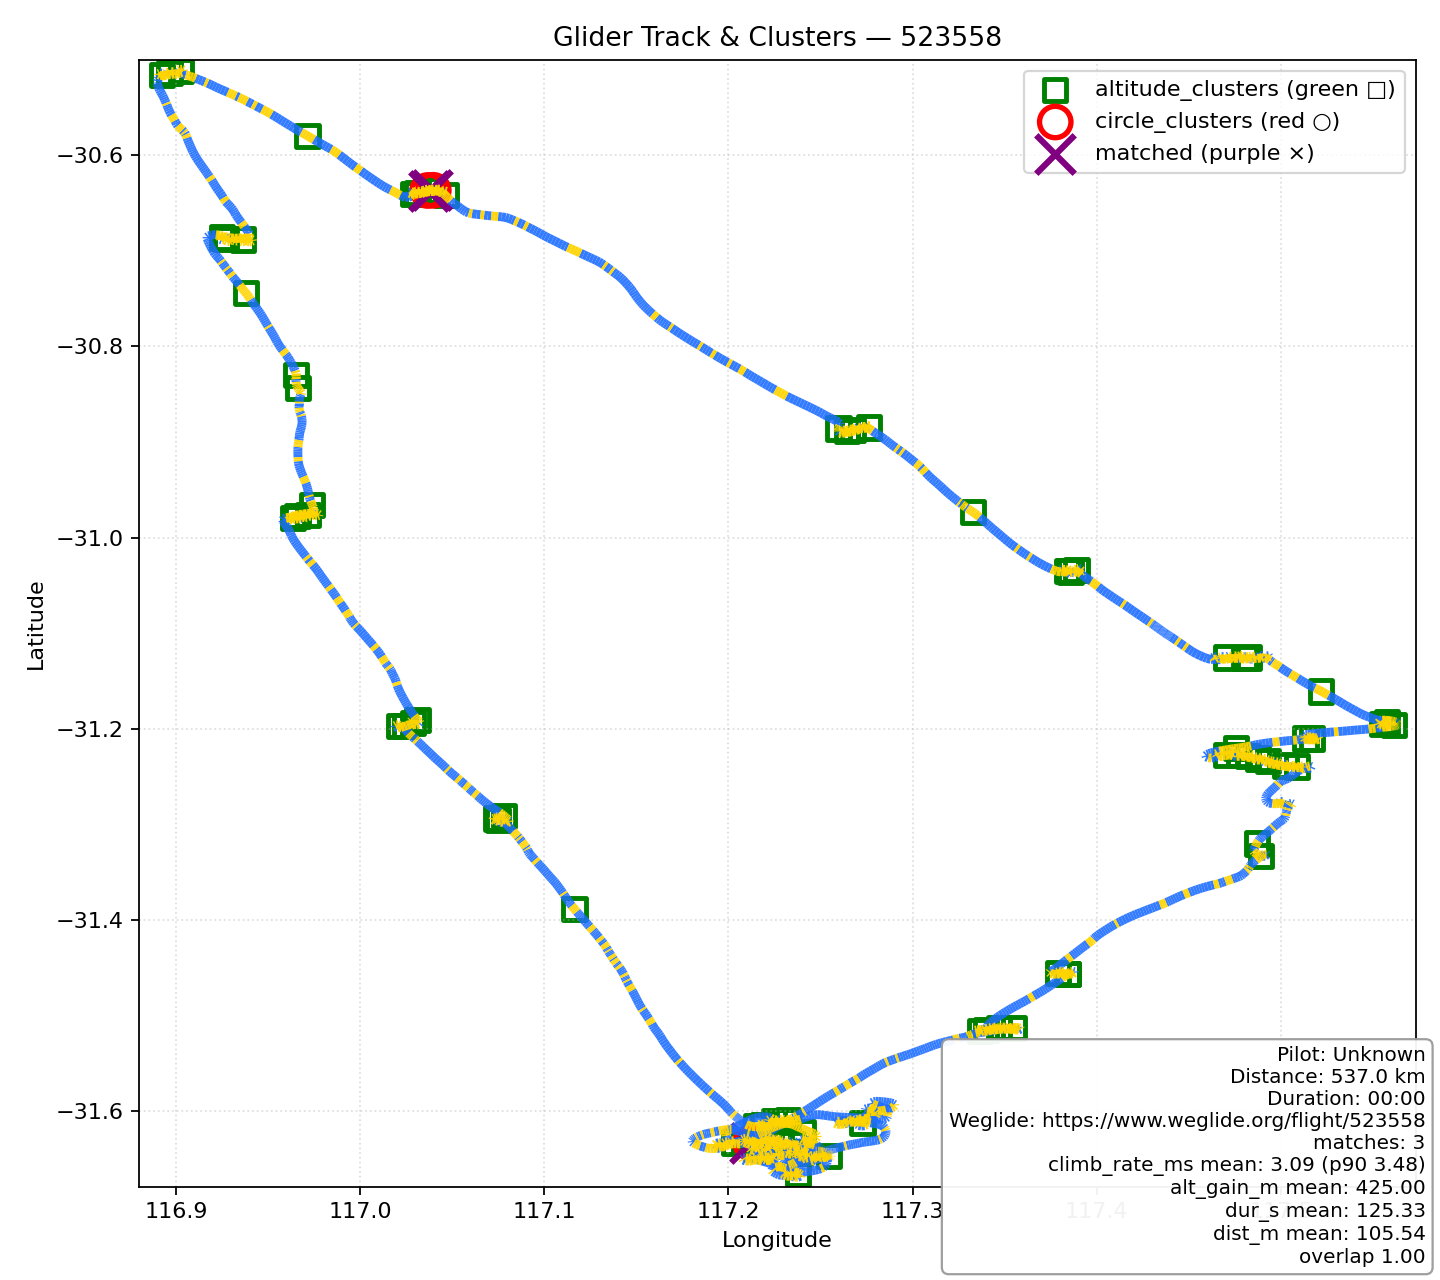 Glider Track & Clusters — 523558
altitude_clusters (green □)
circle_clusters (red ○)
matched (purple ×)
−30.6
−30.8
−31.0
−31.2
−31.4
−31.6
Latitude
116.9
117.0
117.1
117.2
117.3
117.4
Longitude
Pilot: Unknown
Distance: 537.0 km
Duration: 00:00
Weglide: https://www.weglide.org/flight/523558
matches: 3
climb_rate_ms mean: 3.09 (p90 3.48)
alt_gain_m mean: 425.00
dur_s mean: 125.33
dist_m mean: 105.54
overlap 1.00